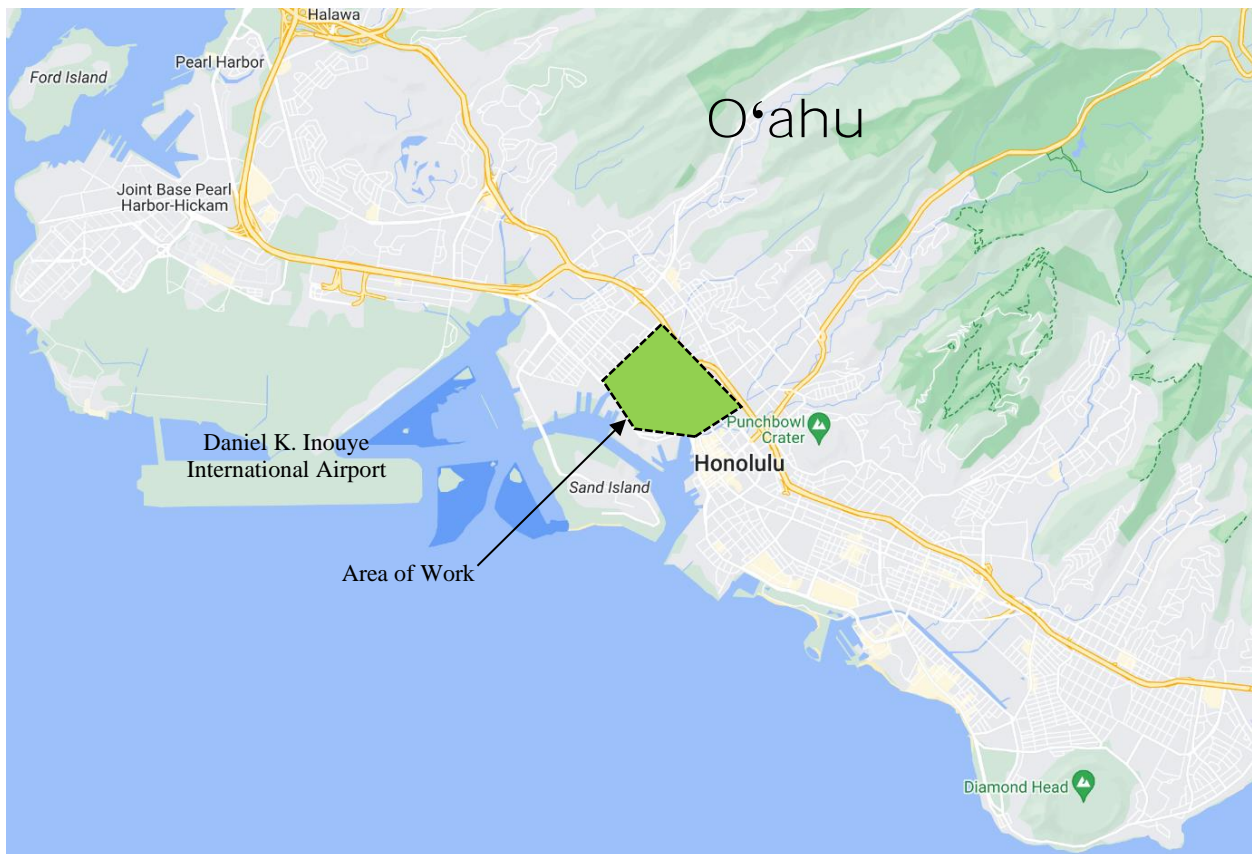 Halawa
Pearl Harbor
Ford Island
Oʻahu
Joint Base Pearl
Harbor-Hickam
Daniel K. Inouye
International Airport
Punchbowl
Crater
Honolulu
Sand Island
Area of Work
Diamond Head